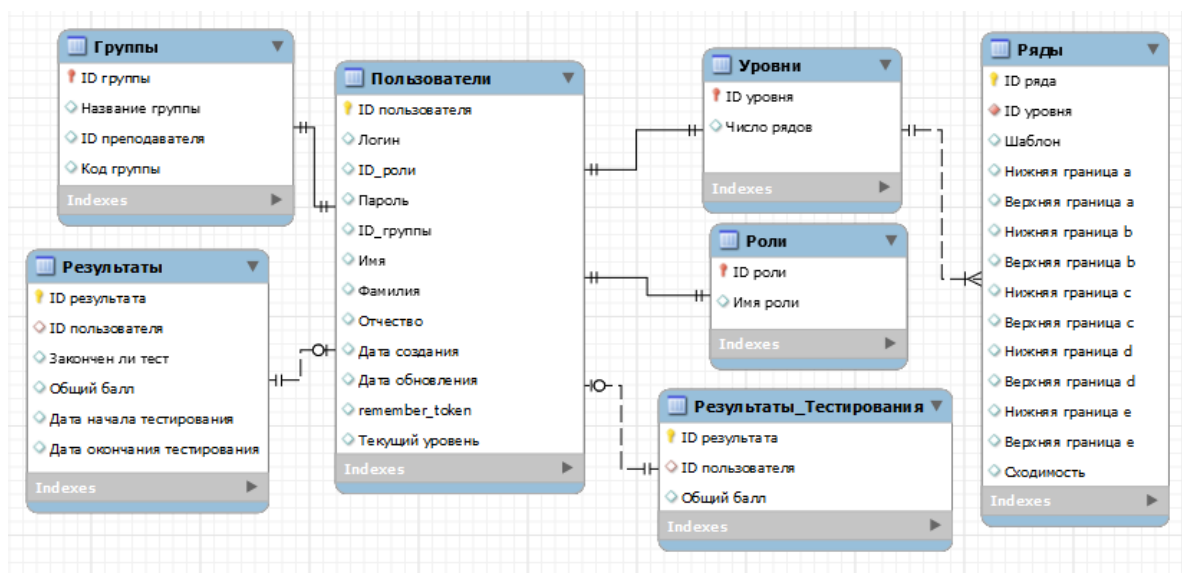 Группы
ID группы
Название группы
ID преподавателя
Код группы
Indexes
Результаты
ID результата
ID пользователя
Закончен ли тест
Общий балл
Дата начала тестирования
Дата окончания тестирования
Indexes
Пользователи
ID пользователя
Логин
ID_роли
Пароль
ID_группы
Имя
Фамилия
Отчество
Дата создания
Дата обновления
remember_token
Текущий уровень
Indexes
Уровни
ID уровня
Число рядов
Indexes
Роли
ID роли
Имя роли
Indexes
Результаты_Тестирования
ID результата
ID пользователя
Общий балл
Indexes
Ряды
ID ряда
ID уровня
Шаблон
Нижняя граница a
Верхняя граница a
Нижняя граница b
Верхняя граница b
Нижняя граница c
Верхняя граница c
Нижняя граница d
Верхняя граница d
Нижняя граница e
Верхняя граница e
Сходимость
Indexes